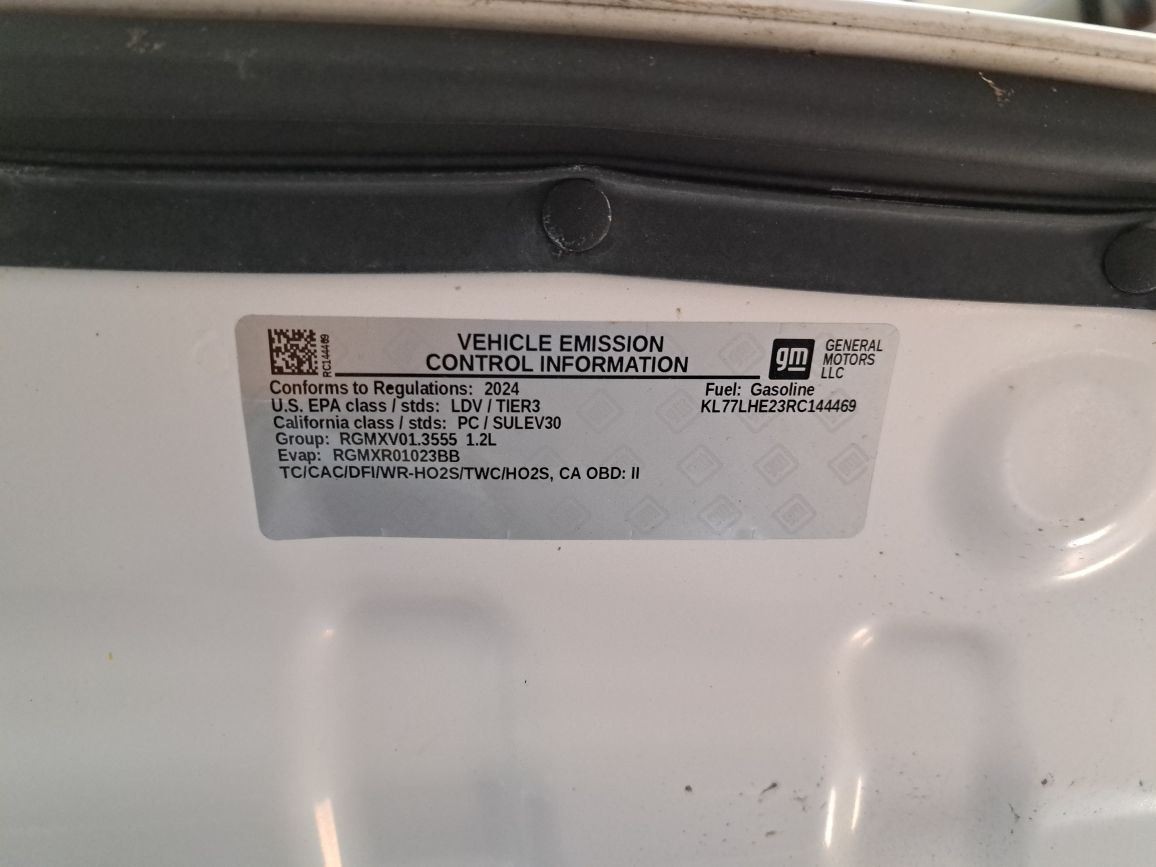 RC144469
VEHICLE EMISSION
CONTROL INFORMATION
gm
GENERAL
MOTORS
LLC
Conforms to Regulations: 2024
Fuel: Gasoline
U.S. EPA class / stds: LDV / TIER3
KL77LHE23RC144469
California class / stds: PC / SULEV30
Group: RGMXV01.3555 1.2L
Evap: RGMXR01023BB
TC/CAC/DFI/WR-HO2S/TWC/HO2S, CA OBD: II